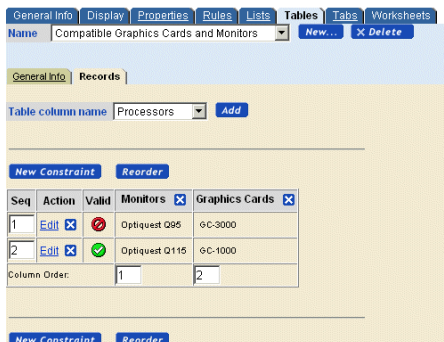 General Info Display Properties Rules Lists Tables Tabs Worksheets
Name Compatible Graphics Cards and Monitors New... X Delete
General Info Records
Table column name Processors Add
New Constraint Reorder
Seq Action Valid Monitors Graphics Cards
1 Edit Optiquest Q95 GC-3000
2 Edit Optiquest Q115 GC-1000
Column Order: 1 2
New Constraint Reorder